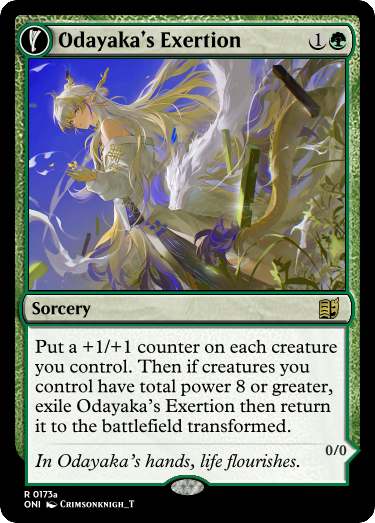 Odayaka's Exertion 1
Sorcery
Put a +1/+1 counter on each creature
you control. Then if creatures you
control have total power 8 or greater,
exile Odayaka's Exertion then return
it to the battlefield transformed.
0/0
In Odayaka's hands, life flourishes.
R 0173a
ONI CRIMSONKNIGH_T